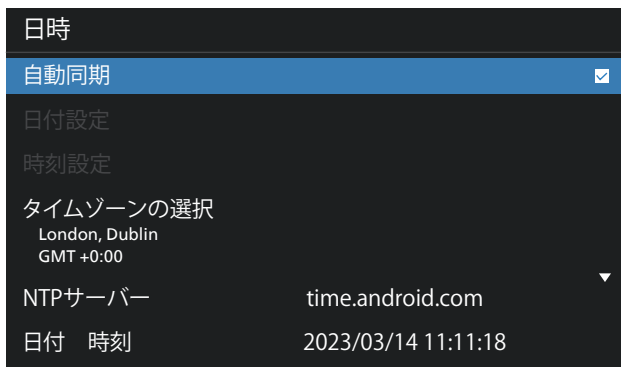 日時
自動同期
日付設定
時刻設定
タイムゾーンの選択
London, Dublin
GMT +0:00
NTPサーバー time.android.com
日付　時刻 2023/03/14 11:11:18